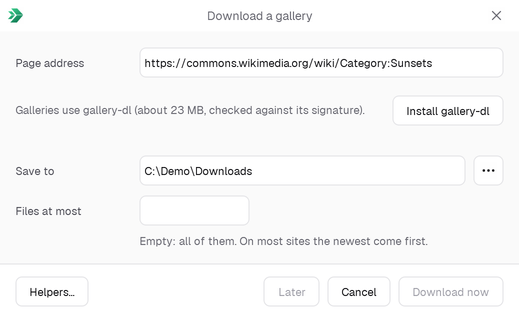 Download a gallery
Page address
https://commons.wikimedia.org/wiki/Category:Sunsets
Galleries use gallery-dl (about 23 MB, checked against its signature).
Install gallery-dl
Save to
C:\Demo\Downloads
Files at most
Empty: all of them. On most sites the newest come first.
Helpers...
Later
Cancel
Download now